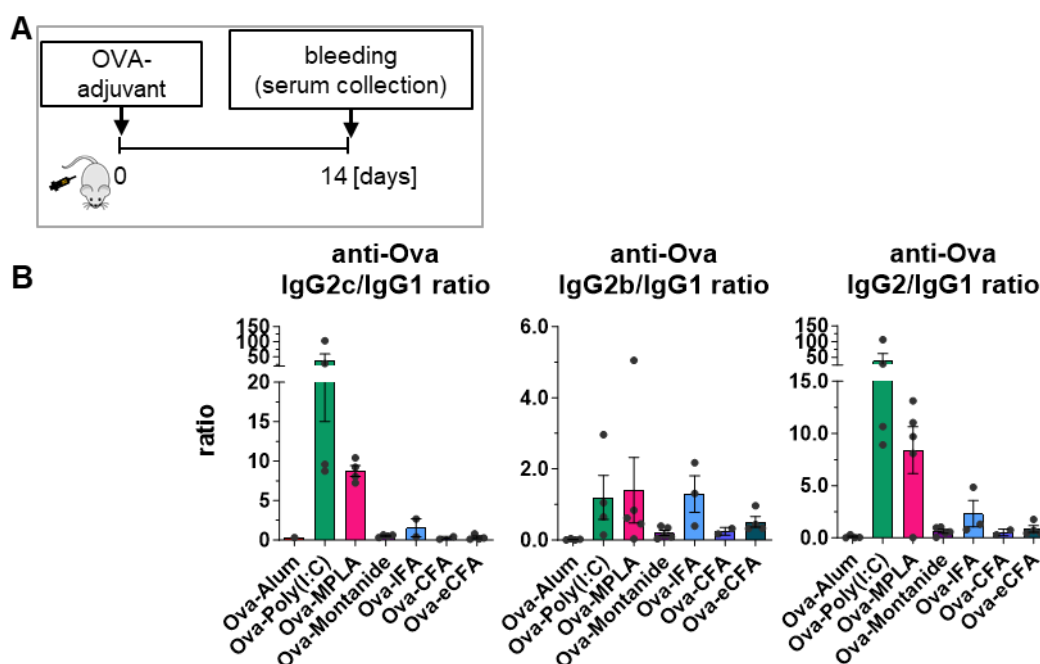 A
OVA-
adjuvant
bleeding
(serum collection)
0
14 [days]
B
anti-Ova
IgG2c/IgG1 ratio
anti-Ova
IgG2b/IgG1 ratio
anti-Ova
IgG2/IgG1 ratio
ratio
150
100
50
20
15
10
5
0
6.0
4.0
2.0
0.0
150
100
50
15.0
10.0
5.0
0.0
Ova-Alum
Ova-Poly(I:C)
Ova-MPLA
Ova-Montanide
Ova-IFA
Ova-CFA
Ova-eCFA
Ova-Alum
Ova-Poly(I:C)
Ova-MPLA
Ova-Montanide
Ova-IFA
Ova-CFA
Ova-eCFA
Ova-Alum
Ova-Poly(I:C)
Ova-MPLA
Ova-Montanide
Ova-IFA
Ova-CFA
Ova-eCFA